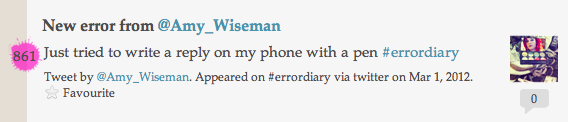 New error from @Amy_Wiseman
861
Just tried to write a reply on my phone with a pen #errordiary
Tweet by @Amy_Wiseman. Appeared on #errordiary via twitter on Mar 1, 2012.
Favourite
0